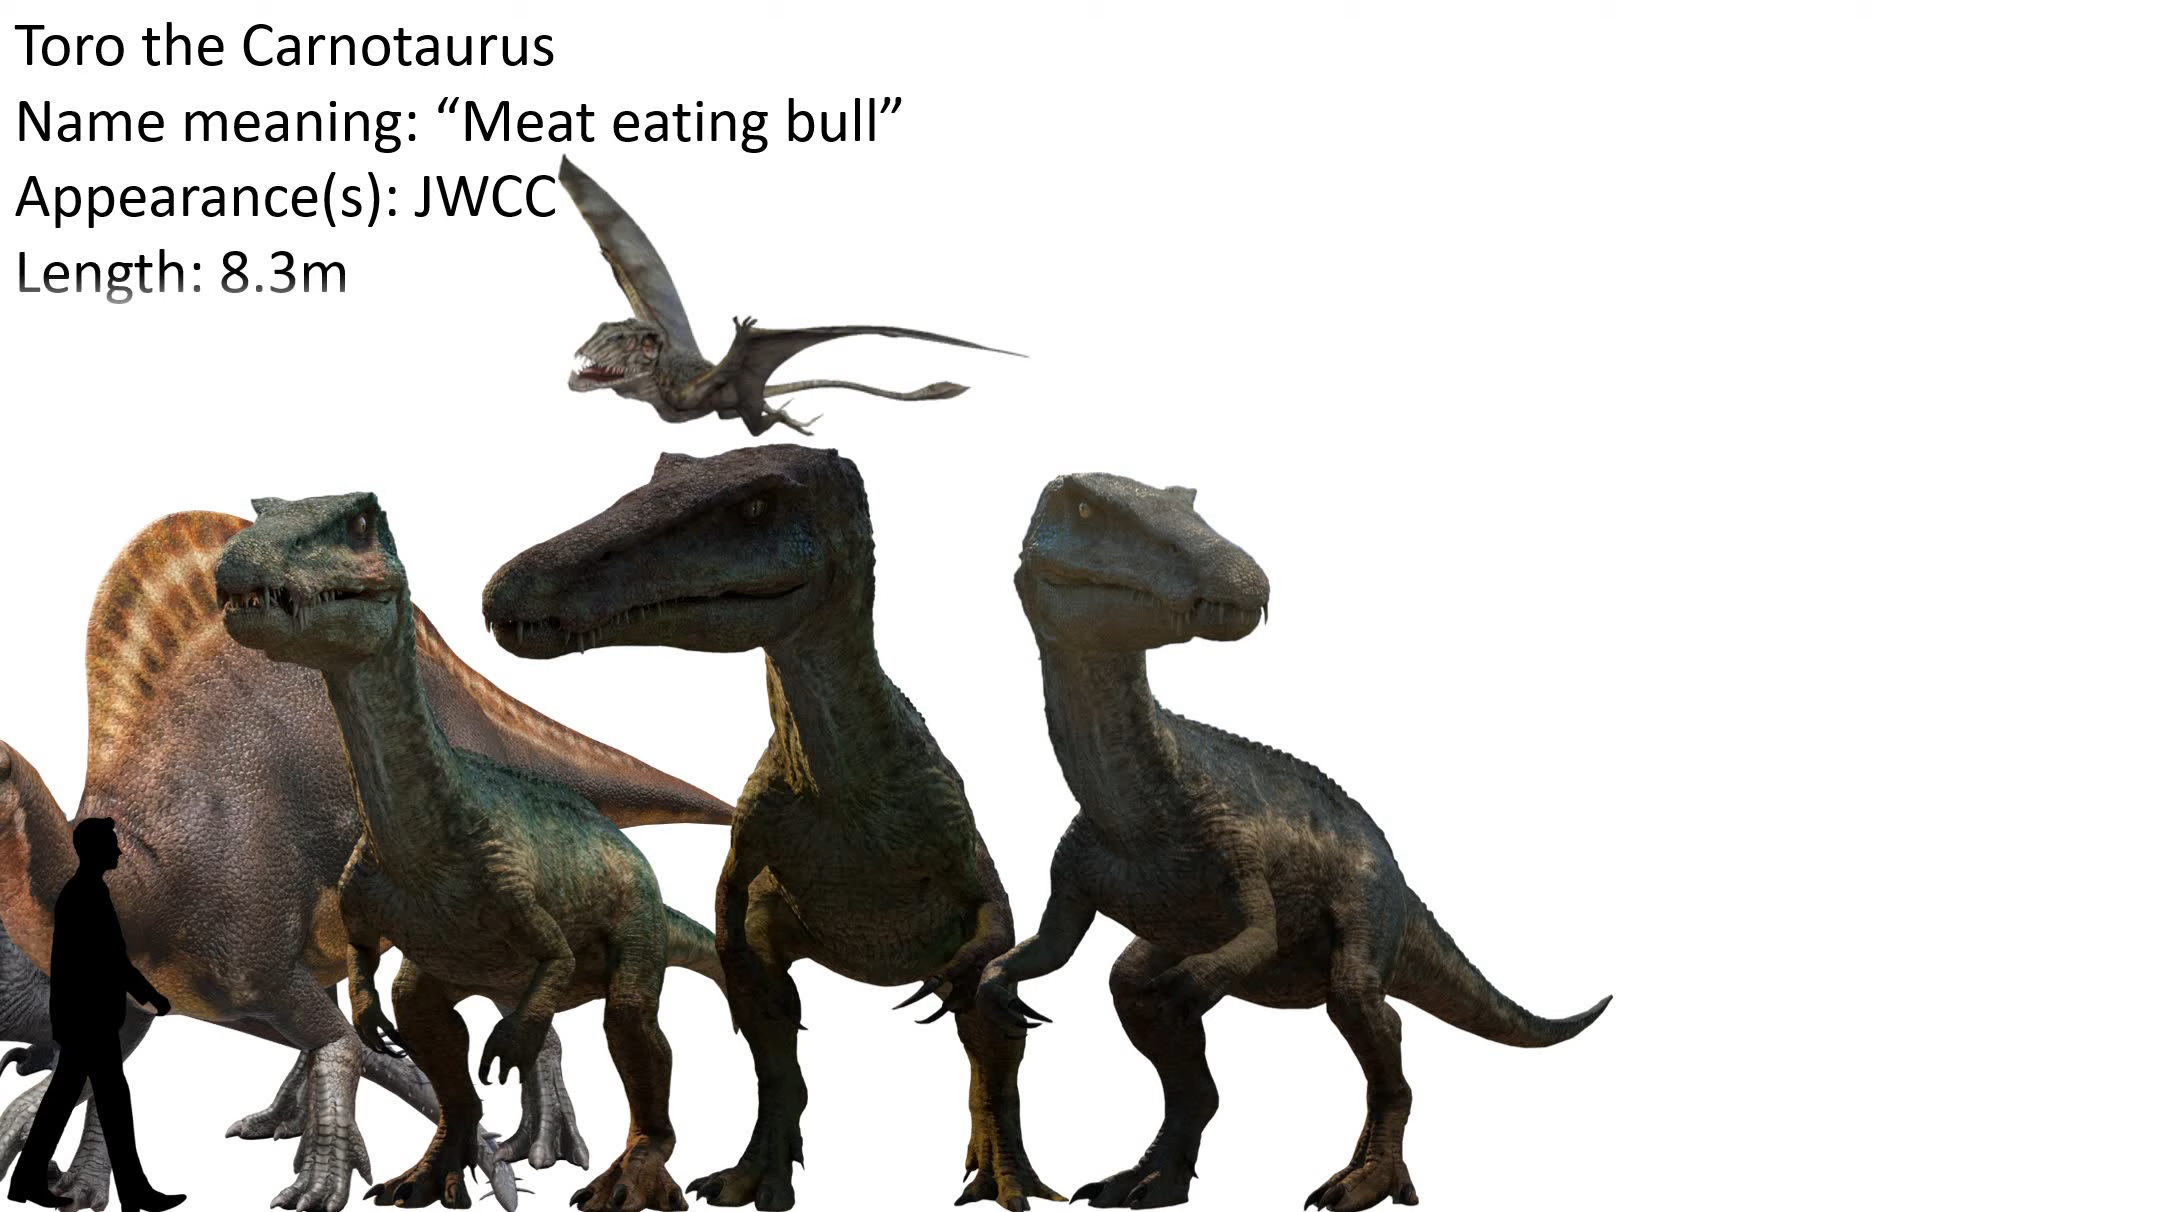 Toro the Carnotaurus
Name meaning: “Meat eating bull”
Appearance(s): JWCC
Length: 8.3m